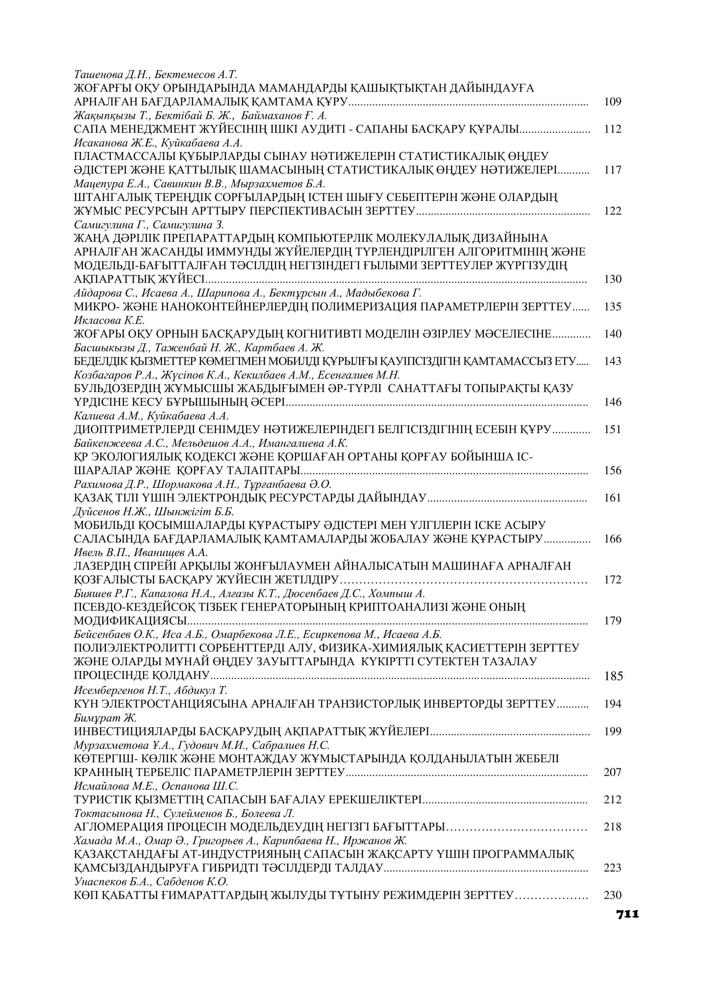 Ташенова Д.Н., Бектемесов А.Т.
ЖОҒАРҒЫ ОҚУ ОРЫНДАРЫНДА МАМАНДАРДЫ ҚАШЫҚТЫҚТАН ДАЙЫНДАУҒА
АРНАЛҒАН БАҒДАРЛАМАЛЫҚ ҚАМТАМА ҚҰРУ.................................................................................. 109
Жақыпқызы Т., Бектібай Б. Ж., Баймаханов Ғ. А.
САПА МЕНЕДЖМЕНТ ЖҮЙЕСІНІҢ ІШКІ АУДИТІ - САПАНЫ БАСҚАРУ ҚҰРАЛЫ........................ 112
Исаканова Ж.Е., Куйкабаева А.А.
ПЛАСТМАССАЛЫ ҚҰБЫРЛАРДЫ СЫНАУ НӘТИЖЕЛЕРІН СТАТИСТИКАЛЫҚ ӨҢДЕУ
ӘДІСТЕРІ ЖӘНЕ ҚАТТЫЛЫҚ ШАМАСЫНЫҢ СТАТИСТИКАЛЫҚ ӨҢДЕУ НӘТИЖЕЛЕРІ........... 117
Мацепура Е.А., Савинкин В.В., Мырзахметов Б.А.
ШТАНГАЛЫҚ ТЕРЕҢДІК СОРҒЫЛАРДЫҢ ІСТЕН ШЫҒУ СЕБЕПТЕРІН ЖӘНЕ ОЛАРДЫҢ
ЖҰМЫС РЕСУРСЫН АРТТЫРУ ПЕРСПЕКТИВАСЫН ЗЕРТТЕУ........................................................... 122
Самигулина Г., Самигулина З.
ЖАҢА ДӘРІЛІК ПРЕПАРАТТАРДЫҢ КОМПЬЮТЕРЛІК МОЛЕКУЛАЛЫҚ ДИЗАЙНЫНА
АРНАЛҒАН ЖАСАНДЫ ИММУНДЫ ЖҮЙЕЛЕРДІҢ ТҮРЛЕНДІРІЛГЕН АЛГОРИТМІНІҢ ЖӘНЕ
МОДЕЛЬДІ-БАҒЫТТАЛҒАН ТӘСІЛДІҢ НЕГІЗІНДЕГІ ҒЫЛЫМИ ЗЕРТТЕУЛЕР ЖҮРГІЗУДІҢ
АҚПАРАТТЫҚ ЖҮЙЕСІ.................................................................................................................................. 130
Айдарова С., Исаева А., Шарипова А., Бектұрсын А., Мадыбекова Г.
МИКРО- ЖӘНЕ НАНОКОНТЕЙНЕРЛЕРДІҢ ПОЛИМЕРИЗАЦИЯ ПАРАМЕТРЛЕРІН ЗЕРТТЕУ...... 135
Икласова К.Е.
ЖОҒАРЫ ОҚУ ОРНЫН БАСҚАРУДЫҢ КОГНИТИВТІ МОДЕЛІН ӘЗІРЛЕУ МӘСЕЛЕСІНЕ............. 140
Басшыкызы Д., Таженбай Н. Ж., Картбаев А. Ж.
БЕДЕЛДІК ҚЫЗМЕТТЕР КӨМЕГІМЕН МОБИЛДІ ҚҰРЫЛҒЫ ҚАУІПСІЗДІГІН ҚАМТАМАССЫЗ ЕТУ..... 143
Козбагаров Р.А., Жүсіпов К.А., Кекилбаев А.М., Есенғалиев М.Н.
БУЛЬДОЗЕРДІҢ ЖҰМЫСШЫ ЖАБДЫҒЫМЕН ӘР-ТҮРЛІ САНАТТАҒЫ ТОПЫРАҚТЫ ҚАЗУ
ҮРДІСІНЕ КЕСУ БҰРЫШЫНЫҢ ӘСЕРІ....................................................................................................... 146
Калиева А.М., Куйкабаева А.А.
ДИОПТРИМЕТРЛЕРДІ СЕНІМДЕУ НӘТИЖЕЛЕРІНДЕГІ БЕЛГІСІЗДІГІНІҢ ЕСЕБІН ҚҰРУ............. 151
Байкенжеева А.С., Мельдешов А.А., Имангалиева А.К.
ҚР ЭКОЛОГИЯЛЫҚ КОДЕКСІ ЖӘНЕ ҚОРШАҒАН ОРТАНЫ ҚОРҒАУ БОЙЫНША ІС-
ШАРАЛАР ЖӘНЕ ҚОРҒАУ ТАЛАПТАРЫ.................................................................................................. 156
Рахимова Д.Р., Шормакова А.Н., Тұрғанбаева Ә.О.
ҚАЗАҚ ТІЛІ ҮШІН ЭЛЕКТРОНДЫҚ РЕСУРСТАРДЫ ДАЙЫНДАУ...................................................... 161
Дуйсенов Н.Ж., Шынжігіт Б.Б.
МОБИЛЬДІ ҚОСЫМШАЛАРДЫ ҚҰРАСТЫРУ ӘДІСТЕРІ МЕН ҮЛГІЛЕРІН ІСКЕ АСЫРУ
САЛАСЫНДА БАҒДАРЛАМАЛЫҚ ҚАМТАМАЛАРДЫ ЖОБАЛАУ ЖӘНЕ ҚҰРАСТЫРУ................ 166
Ивель В.П., Иванищев А.А.
ЛАЗЕРДІҢ СПРЕЙІ АРҚЫЛЫ ЖОНҒЫЛАУМЕН АЙНАЛЫСАТЫН МАШИНАҒА АРНАЛҒАН
ҚОЗҒАЛЫСТЫ БАСҚАРУ ЖҮЙЕСІН ЖЕТІЛДІРУ………………………………………………………… 172
Бияшев Р.Г., Капалова Н.А., Алғазы К.Т., Дюсенбаев Д.С., Хомпыш А.
ПСЕВДО-КЕЗДЕЙСОҚ ТІЗБЕК ГЕНЕРАТОРЫНЫҢ КРИПТОАНАЛИЗІ ЖӘНЕ ОНЫҢ
МОДИФИКАЦИЯСЫ........................................................................................................................................ 179
Бейсенбаев О.К., Иса А.Б., Омарбекова Л.Е., Есиркепова М., Исаева А.Б.
ПОЛИЭЛЕКТРОЛИТТІ СОРБЕНТТЕРДІ АЛУ, ФИЗИКА-ХИМИЯЛЫҚ ҚАСИЕТТЕРІН ЗЕРТТЕУ
ЖӘНЕ ОЛАРДЫ МҰНАЙ ӨҢДЕУ ЗАУЫТТАРЫНДА КҮКІРТТІ СУТЕКТЕН ТАЗАЛАУ
ПРОЦЕСІНДЕ ҚОЛДАНУ................................................................................................................................ 185
Исембергенов Н.Т., Абдикул Т.
КҮН ЭЛЕКТРОСТАНЦИЯСЫНА АРНАЛҒАН ТРАНЗИСТОРЛЫҚ ИНВЕРТОРДЫ ЗЕРТТЕУ........... 194
Бимұрат Ж.
ИНВЕСТИЦИЯЛАРДЫ БАСҚАРУДЫҢ АҚПАРАТТЫҚ ЖҮЙЕЛЕРІ...................................................... 199
Мурзахметова Ұ.А., Гудович М.И., Сабралиев Н.С.
КӨТЕРГІШ- КӨЛІК ЖӘНЕ МОНТАЖДАУ ЖҰМЫСТАРЫНДА ҚОЛДАНЫЛАТЫН ЖЕБЕЛІ
КРАННЫҢ ТЕРБЕЛІС ПАРАМЕТРЛЕРІН ЗЕРТТЕУ.................................................................................. 207
Исмайлова М.Е., Оспанова Ш.С.
ТУРИСТІК ҚЫЗМЕТТІҢ САПАСЫН БАҒАЛАУ ЕРЕКШЕЛІКТЕРІ........................................................ 212
Токтасынова Н., Сулейменов Б., Болеева Л.
АГЛОМЕРАЦИЯ ПРОЦЕСІН МОДЕЛЬДЕУДІҢ НЕГІЗГІ БАҒЫТТАРЫ……………………………… 218
Хамада М.А., Омар Ә., Григорьев А., Карипбаева Н., Иржанов Ж.
ҚАЗАҚСТАНДАҒЫ АТ-ИНДУСТРИЯНЫҢ САПАСЫН ЖАҚСАРТУ ҮШІН ПРОГРАММАЛЫҚ
ҚАМСЫЗДАНДЫРУҒА ГИБРИДТІ ТӘСІЛДЕРДІ ТАЛДАУ..................................................................... 223
Унаспеков Б.А., Сабденов К.О.
КӨП ҚАБАТТЫ ҒИМАРАТТАРДЫҢ ЖЫЛУДЫ ТҰТЫНУ РЕЖИМДЕРІН ЗЕРТТЕУ………………. 230
711